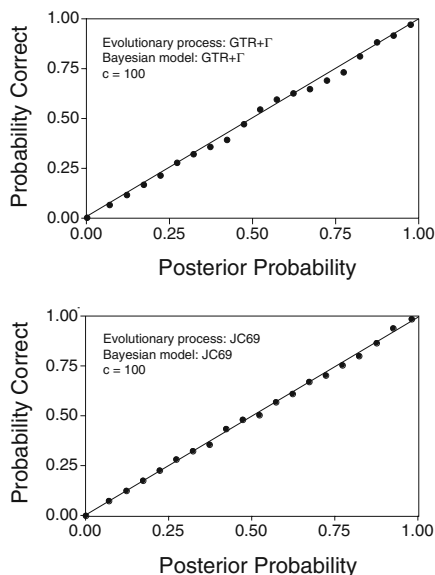 1.00
0.75
0.50
0.25
0.00
Probability Correct
Evolutionary process: GTR+Γ
Bayesian model: GTR+Γ
c = 100
0.00 0.25 0.50 0.75 1.00
Posterior Probability
1.00
0.75
0.50
0.25
0.00
Probability Correct
Evolutionary process: JC69
Bayesian model: JC69
c = 100
0.00 0.25 0.50 0.75 1.00
Posterior Probability